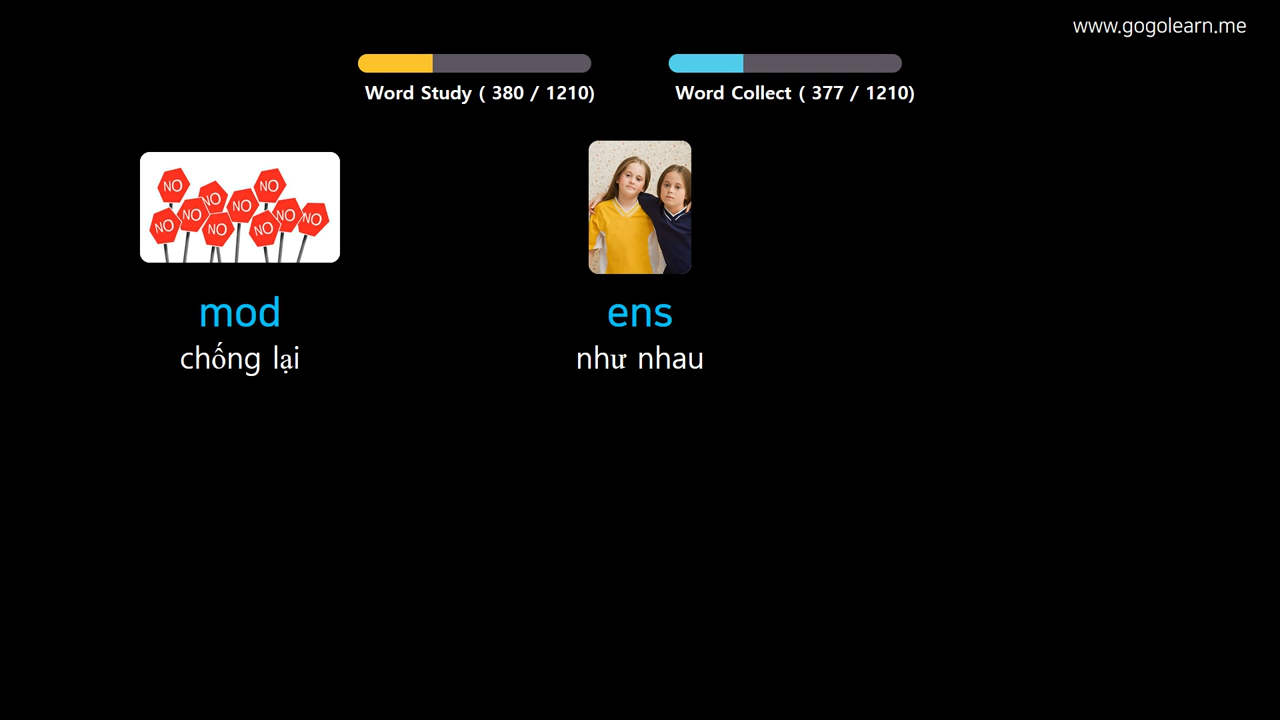 www.gogolearn.me
Word Study ( 380 / 1210)
Word Collect ( 377 / 1210)
NO
NO
NO
NO
NO
NO
NO
NO
NO
NO
mod
ens
chống lại
như nhau